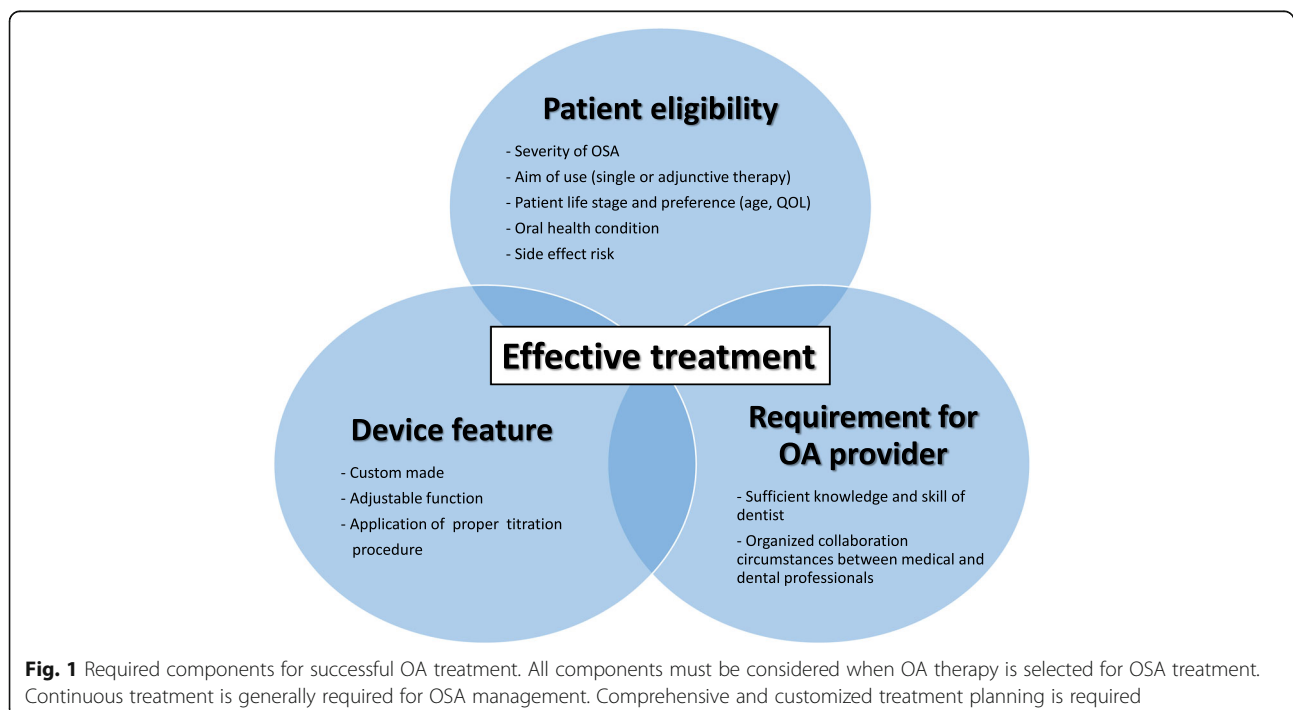 Patient eligibility
- Severity of OSA
- Aim of use (single or adjunctive therapy)
- Patient life stage and preference (age, QOL)
- Oral health condition
- Side effect risk
Effective treatment
Device feature
- Custom made
- Adjustable function
- Application of proper titration
procedure
Requirement for
OA provider
- Sufficient knowledge and skill of
dentist
- Organized collaboration
circumstances between medical and
dental professionals
Fig. 1 Required components for successful OA treatment. All components must be considered when OA therapy is selected for OSA treatment.
Continuous treatment is generally required for OSA management. Comprehensive and customized treatment planning is required